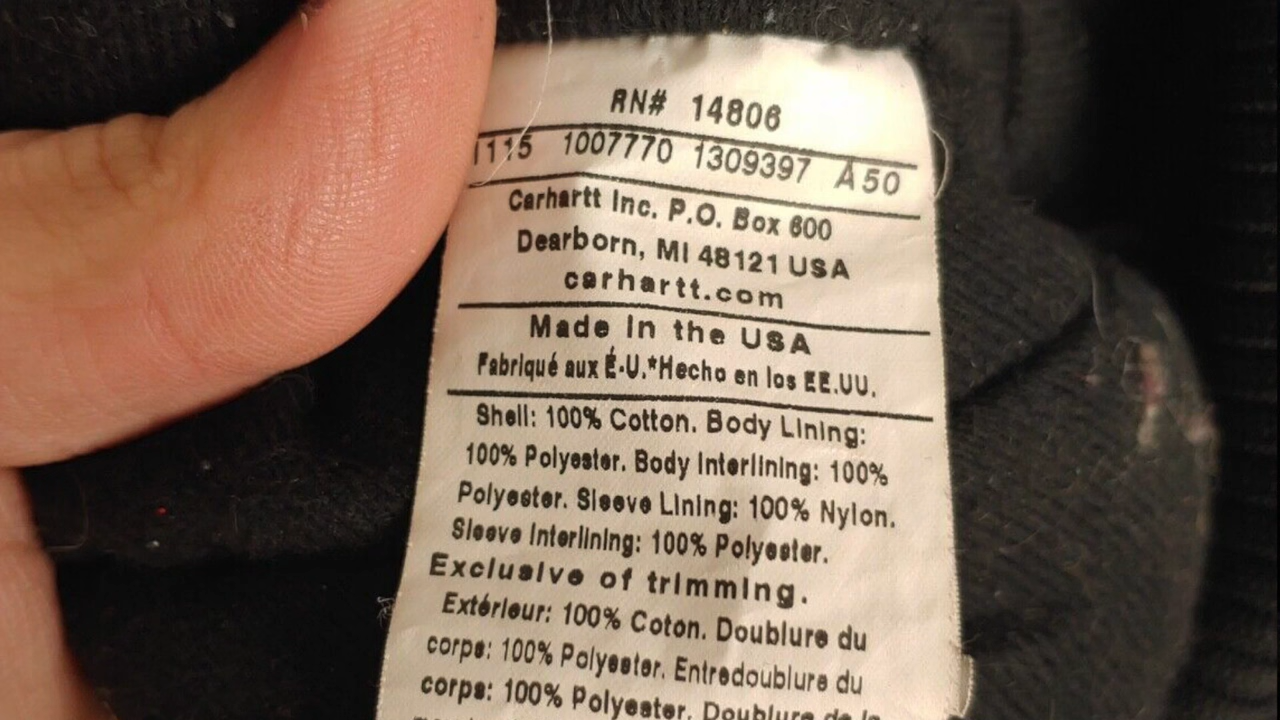 RN# 14806
1115 1007770 1309397 A50
Carhartt Inc. P.O. Box 600
Dearborn, MI 48121 USA
carhartt.com
Made in the USA
Fabriqué aux É-U.*Hecho en los EE.UU.
Shell: 100% Cotton. Body Lining:
100% Polyester. Body Interlining: 100%
Polyester. Sleeve Lining: 100% Nylon.
Sleeve Interlining: 100% Polyester.
Exclusive of trimming.
Extérieur: 100% Coton. Doublure du
corps: 100% Polyester. Entredoublure du
corps: 100% Polyester. Doublure de la